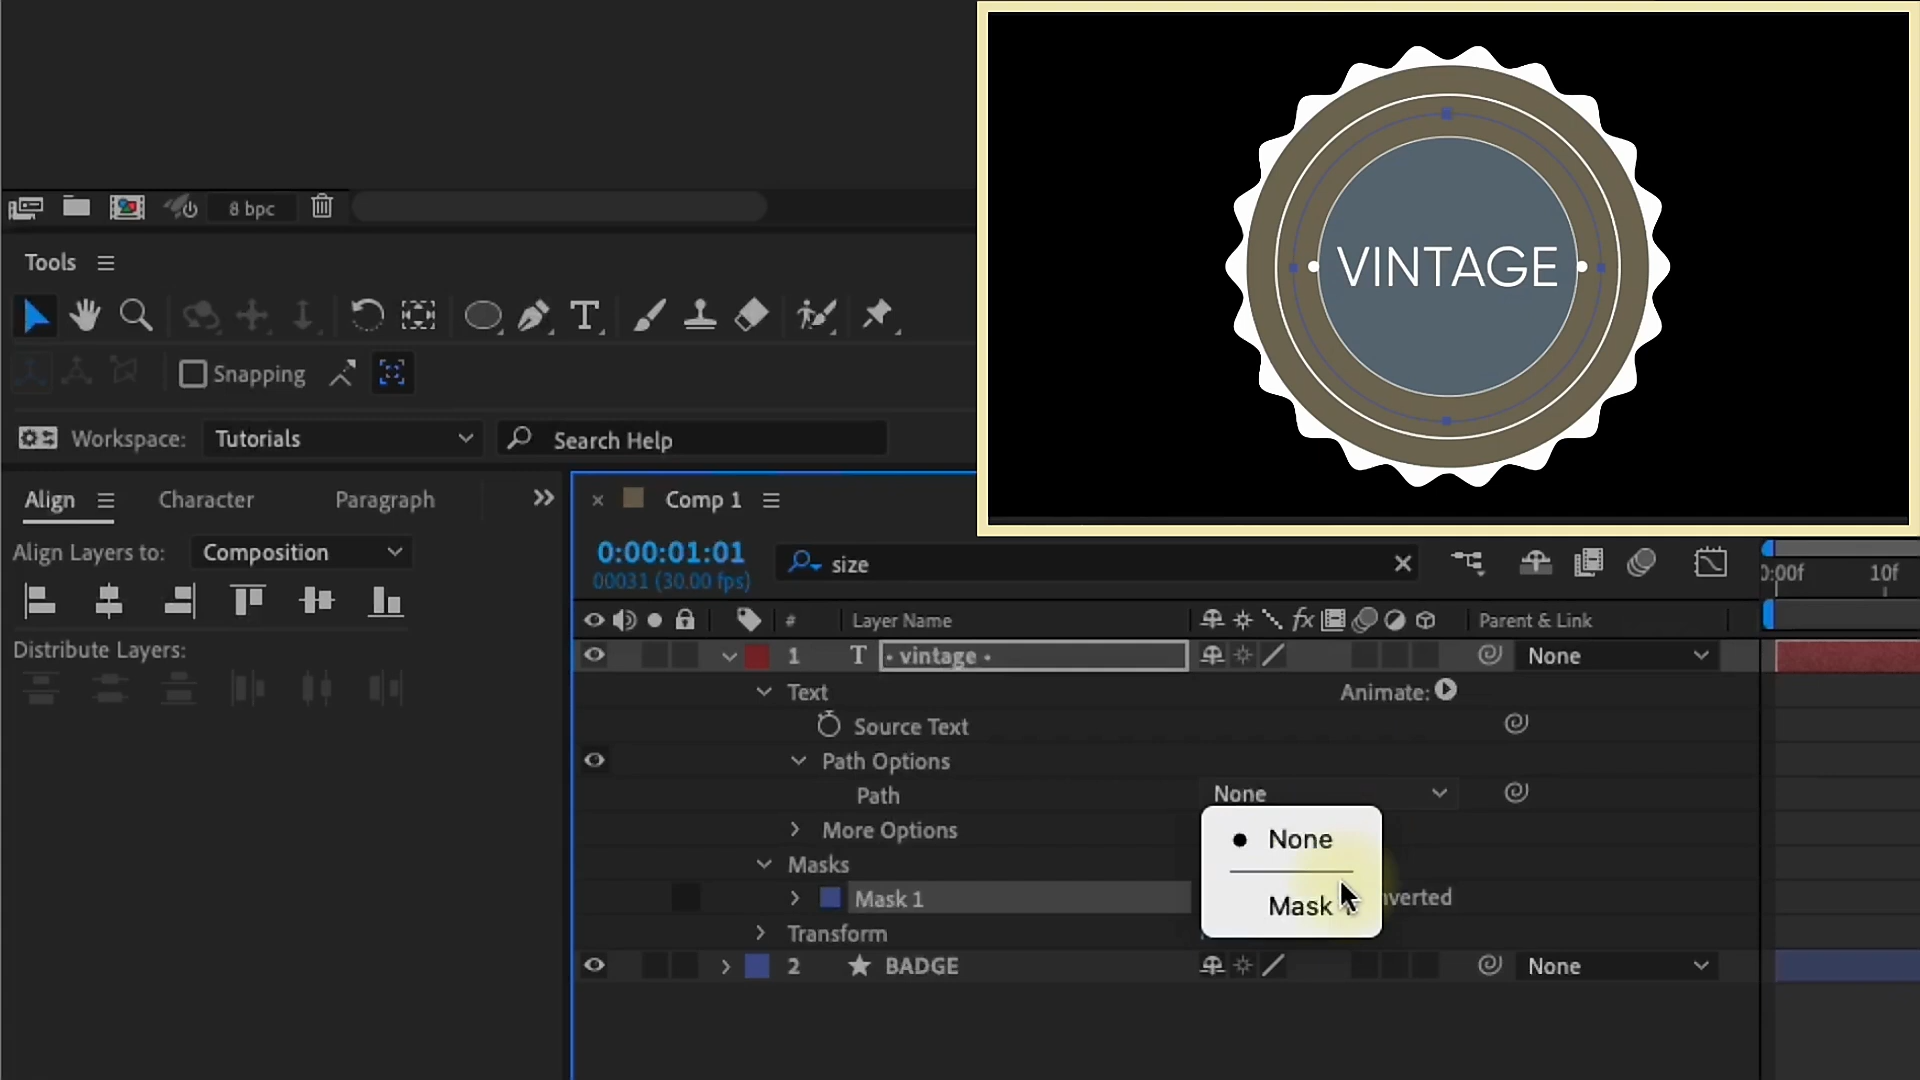 VINTAGE
8 bpc
Tools
T
Snapping
Workspace: Tutorials Search Help
Align Character Paragraph
Align Layers to: Composition
Distribute Layers:
× Comp 1
0:00:01:01
00031 (30.00 fps)
size
0:00f 10f
# Layer Name fx Parent & Link
1 T • vintage • None
Text Animate:
Source Text
Path Options
Path None
None
More Options
Masks
Mask 1
Mask
nverted
Transform
2 BADGE None